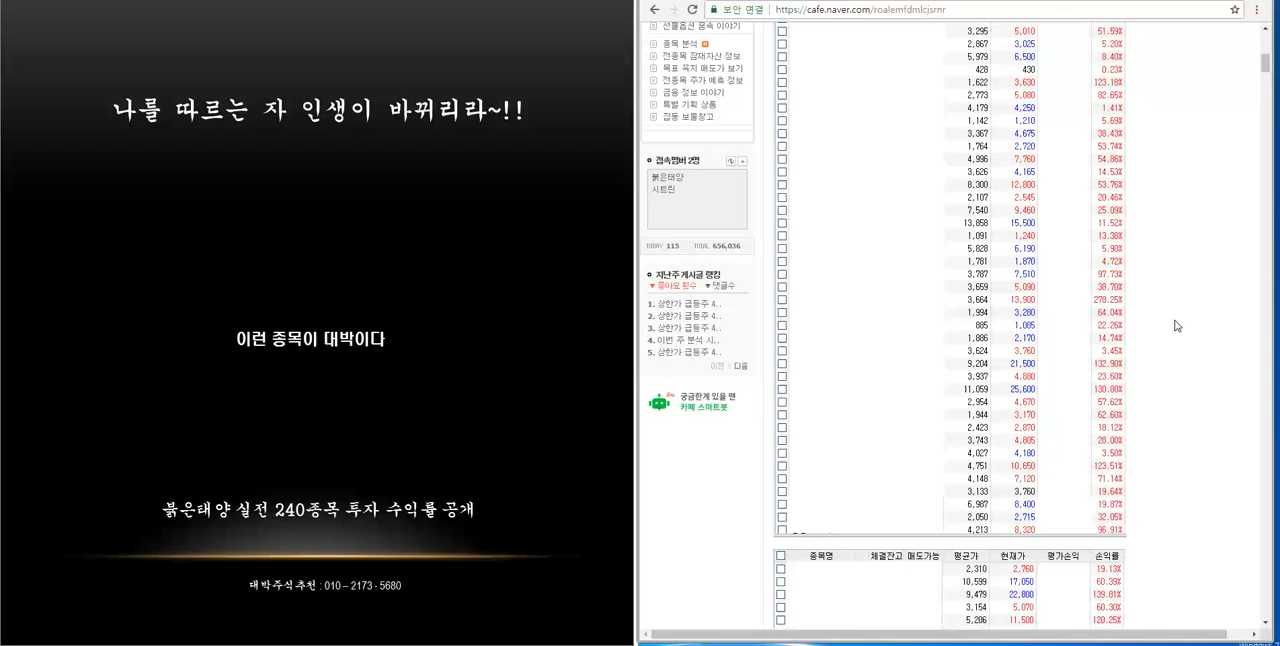 나를 따르는 자 인생이 바뀌리라~!!
이런 종목이 대박이다
붉은태양 실전 240종목 투자 수익률 공개
대박주식추천 : 010 – 2173 - 5680
보안 연결 | https://cafe.naver.com/roalemfdmlcjsrnr
선물옵션 꿈속 이야기
종목 분석
전종목 잠재자산 정보
목표 꼭지 매도가 보기
전종목 주가 예측 정보
금융 정보 이야기
특별 기획 상품
잡동 보물창고
접속멤버 2명
붉은태양
시트린
TODAY 115 TOTAL 656,036
지난주 게시글 랭킹
▼ 좋아요 횟수 ▼ 댓글수
1. 상한가 급등주 4..
2. 상한가 급등주 4..
3. 상한가 급등주 4..
4. 이번 주 분석 시..
5. 상한가 급등주 4..
이전 | 다음
궁금한게 있을 땐
카페 스마트봇
3,295 5,010 51.59%
2,867 3,025 5.20%
5,979 6,500 8.40%
428 430 0.23%
1,622 3,630 123.18%
2,773 5,080 82.65%
4,179 4,250 1.41%
1,142 1,210 5.69%
3,367 4,675 38.43%
1,764 2,720 53.74%
4,996 7,760 54.86%
3,626 4,165 14.53%
8,300 12,800 53.76%
2,107 2,545 20.46%
7,540 9,460 25.09%
13,858 15,500 11.52%
1,091 1,240 13.38%
5,828 6,190 5.90%
1,781 1,870 4.72%
3,787 7,510 97.73%
3,659 5,090 38.70%
3,664 13,900 278.25%
1,994 3,280 64.04%
885 1,085 22.26%
1,886 2,170 14.74%
3,624 3,760 3.45%
9,204 21,500 132.90%
3,937 4,880 23.60%
11,059 25,600 130.80%
2,954 4,670 57.62%
1,944 3,170 62.60%
2,423 2,870 18.12%
3,743 4,805 28.00%
4,027 4,180 3.50%
4,751 10,650 123.51%
4,148 7,120 71.14%
3,133 3,760 19.64%
6,987 8,400 19.87%
2,050 2,715 32.05%
4,213 8,320 96.91%
종목명 체결잔고 매도가능 평균가 현재가 평가손익 손익률
2,310 2,760 19.13%
10,599 17,050 60.39%
9,479 22,800 139.81%
3,154 5,070 60.30%
5,206 11,500 120.25%